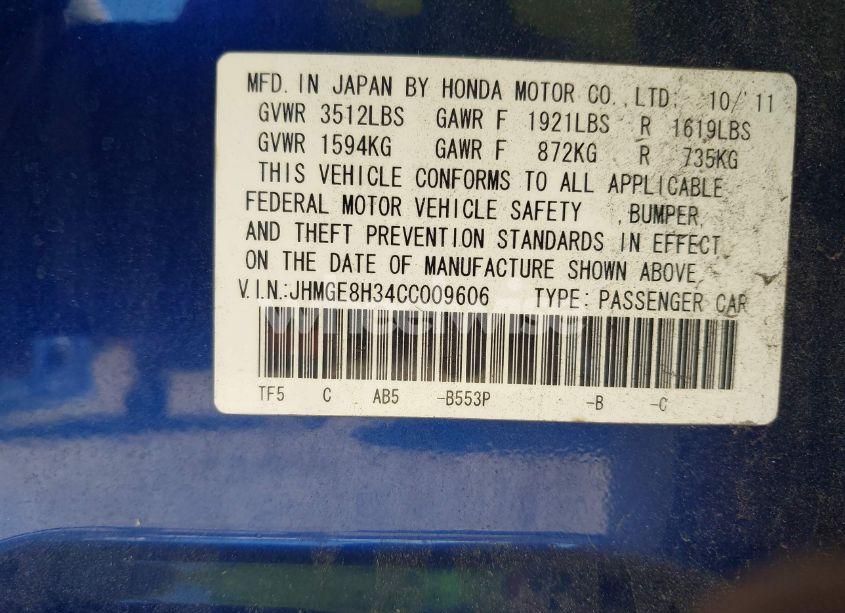 MFD. IN JAPAN BY HONDA MOTOR CO., LTD. 10/'11
GVWR 3512LBS GAWR F 1921LBS R 1619LBS
GVWR 1594KG GAWR F 872KG R 735KG
THIS VEHICLE CONFORMS TO ALL APPLICABLE
FEDERAL MOTOR VEHICLE SAFETY , BUMPER,
AND THEFT PREVENTION STANDARDS IN EFFECT
ON THE DATE OF MANUFACTURE SHOWN ABOVE.
V.I.N.:JHMGE8H34CC009606 TYPE: PASSENGER CAR
wheelwise
TF5 C AB5 -B553P -B -C